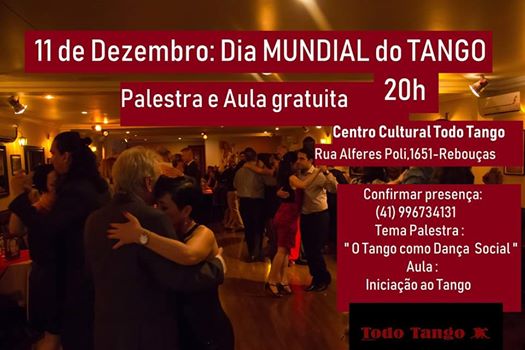 11 de Dezembro: Dia MUNDIAL do TANGO
Palestra e Aula gratuita
20h
Centro Cultural Todo Tango
Rua Alferes Poli,1651-Rebouças
Confirmar presença:
(41) 996734131
Tema Palestra :
" O Tango como Dança Social "
Aula :
Iniciação ao Tango
Todo Tango